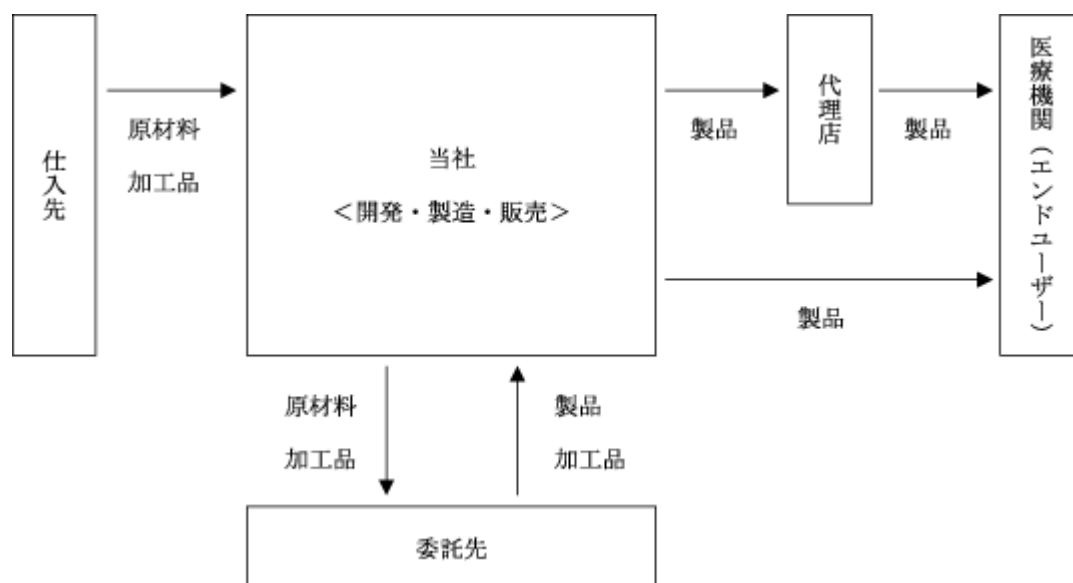 仕入先
原材料
加工品
当社
<開発・製造・販売>
製品
代理店
製品
医療機関(エンドユーザー)
製品
原材料
加工品
製品
加工品
委託先